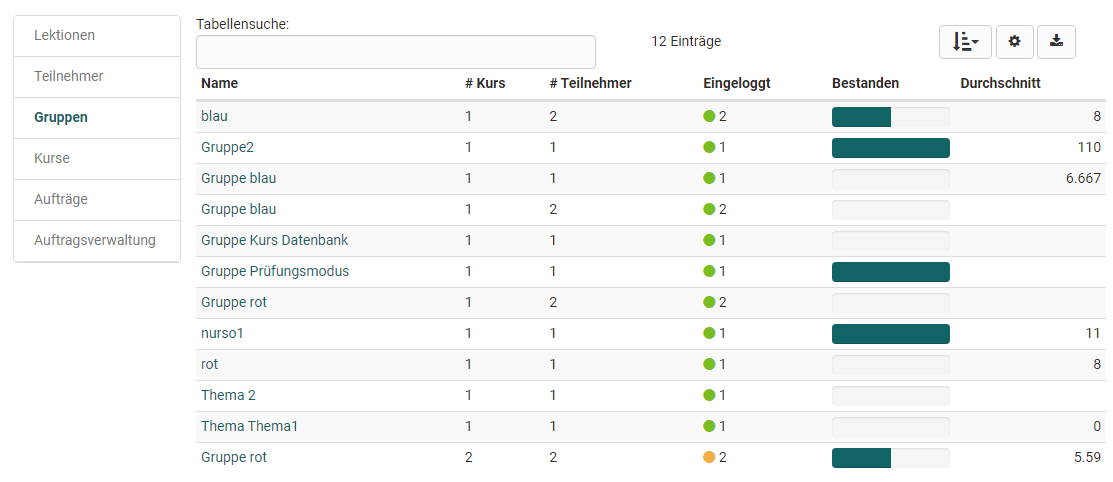 Lektionen
Teilnehmer
Gruppen
Kurse
Aufträge
Auftragsverwaltung
Tabellensuche:
12 Einträge
Name # Kurs # Teilnehmer Eingeloggt Bestanden Durchschnitt
blau 1 2 2 8
Gruppe2 1 1 1 110
Gruppe blau 1 1 1 6.667
Gruppe blau 1 2 2
Gruppe Kurs Datenbank 1 1 1
Gruppe Prüfungsmodus 1 1 1
Gruppe rot 1 2 2
nurso1 1 1 1 11
rot 1 1 1 8
Thema 2 1 1 1
Thema Thema1 1 1 1 0
Gruppe rot 2 2 2 5.59